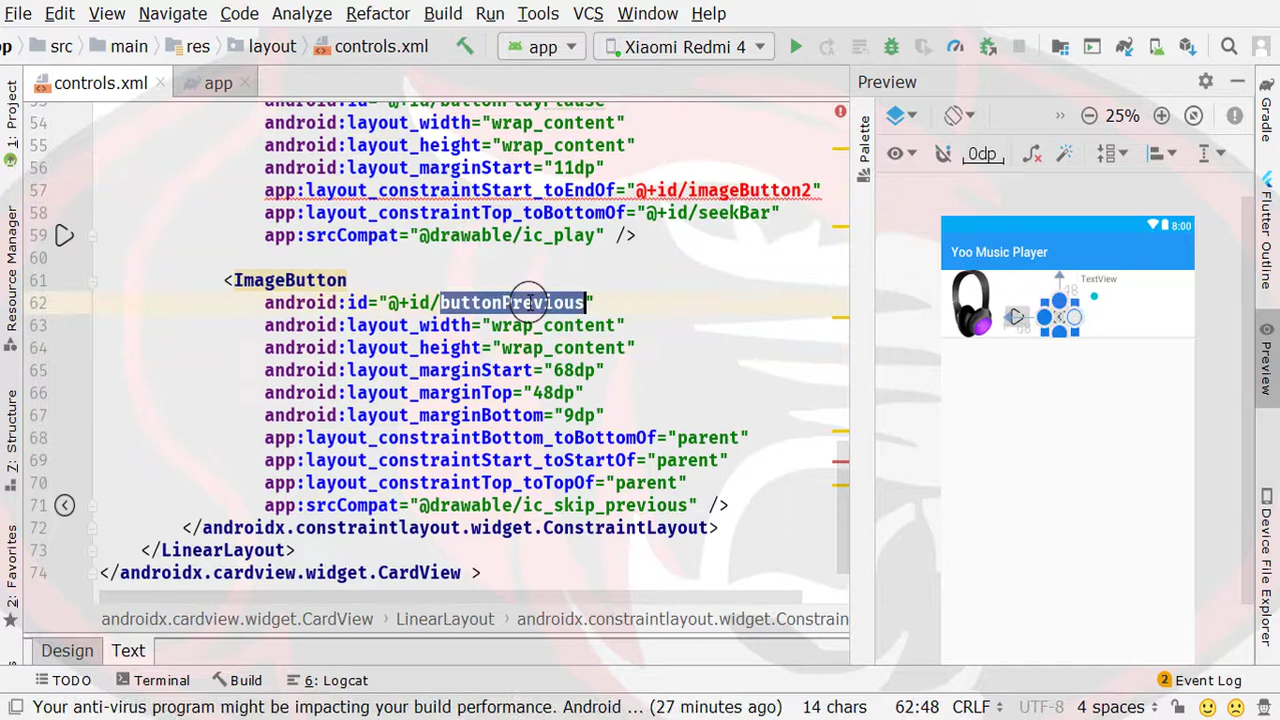 File Edit View Navigate Code Analyze Refactor Build Run Tools VCS Window Help
src main res layout controls.xml app Xiaomi Redmi 4
controls.xml app
Preview
1: Project
Resource Manager
7: Structure
2: Favorites
54 android:layout_width="wrap_content"
55 android:layout_height="wrap_content"
56 android:layout_marginStart="11dp"
57 app:layout_constraintStart_toEndOf="@+id/imageButton2"
58 app:layout_constraintTop_toBottomOf="@+id/seekBar"
59 app:srcCompat="@drawable/ic_play" />
60
61 <ImageButton
62 android:id="@+id/buttonPrevious"
63 android:layout_width="wrap_content"
64 android:layout_height="wrap_content"
65 android:layout_marginStart="68dp"
66 android:layout_marginTop="48dp"
67 android:layout_marginBottom="9dp"
68 app:layout_constraintBottom_toBottomOf="parent"
69 app:layout_constraintStart_toStartOf="parent"
70 app:layout_constraintTop_toTopOf="parent"
71 app:srcCompat="@drawable/ic_skip_previous" />
72 </androidx.constraintlayout.widget.ConstraintLayout>
73 </LinearLayout>
74 </androidx.cardview.widget.CardView >
androidx.cardview.widget.CardView › LinearLayout › androidx.constraintlayout.widget.Constrain
Design Text
Palette
» 25%
0dp
8:00
Yoo Music Player
TextView
48
68
Gradle
Flutter Outline
Preview
Device File Explorer
TODO Terminal Build 6: Logcat 2 Event Log
Your anti-virus program might be impacting your build performance. Android ... (27 minutes ago) 14 chars 62:48 CRLF UTF-8 4 spaces